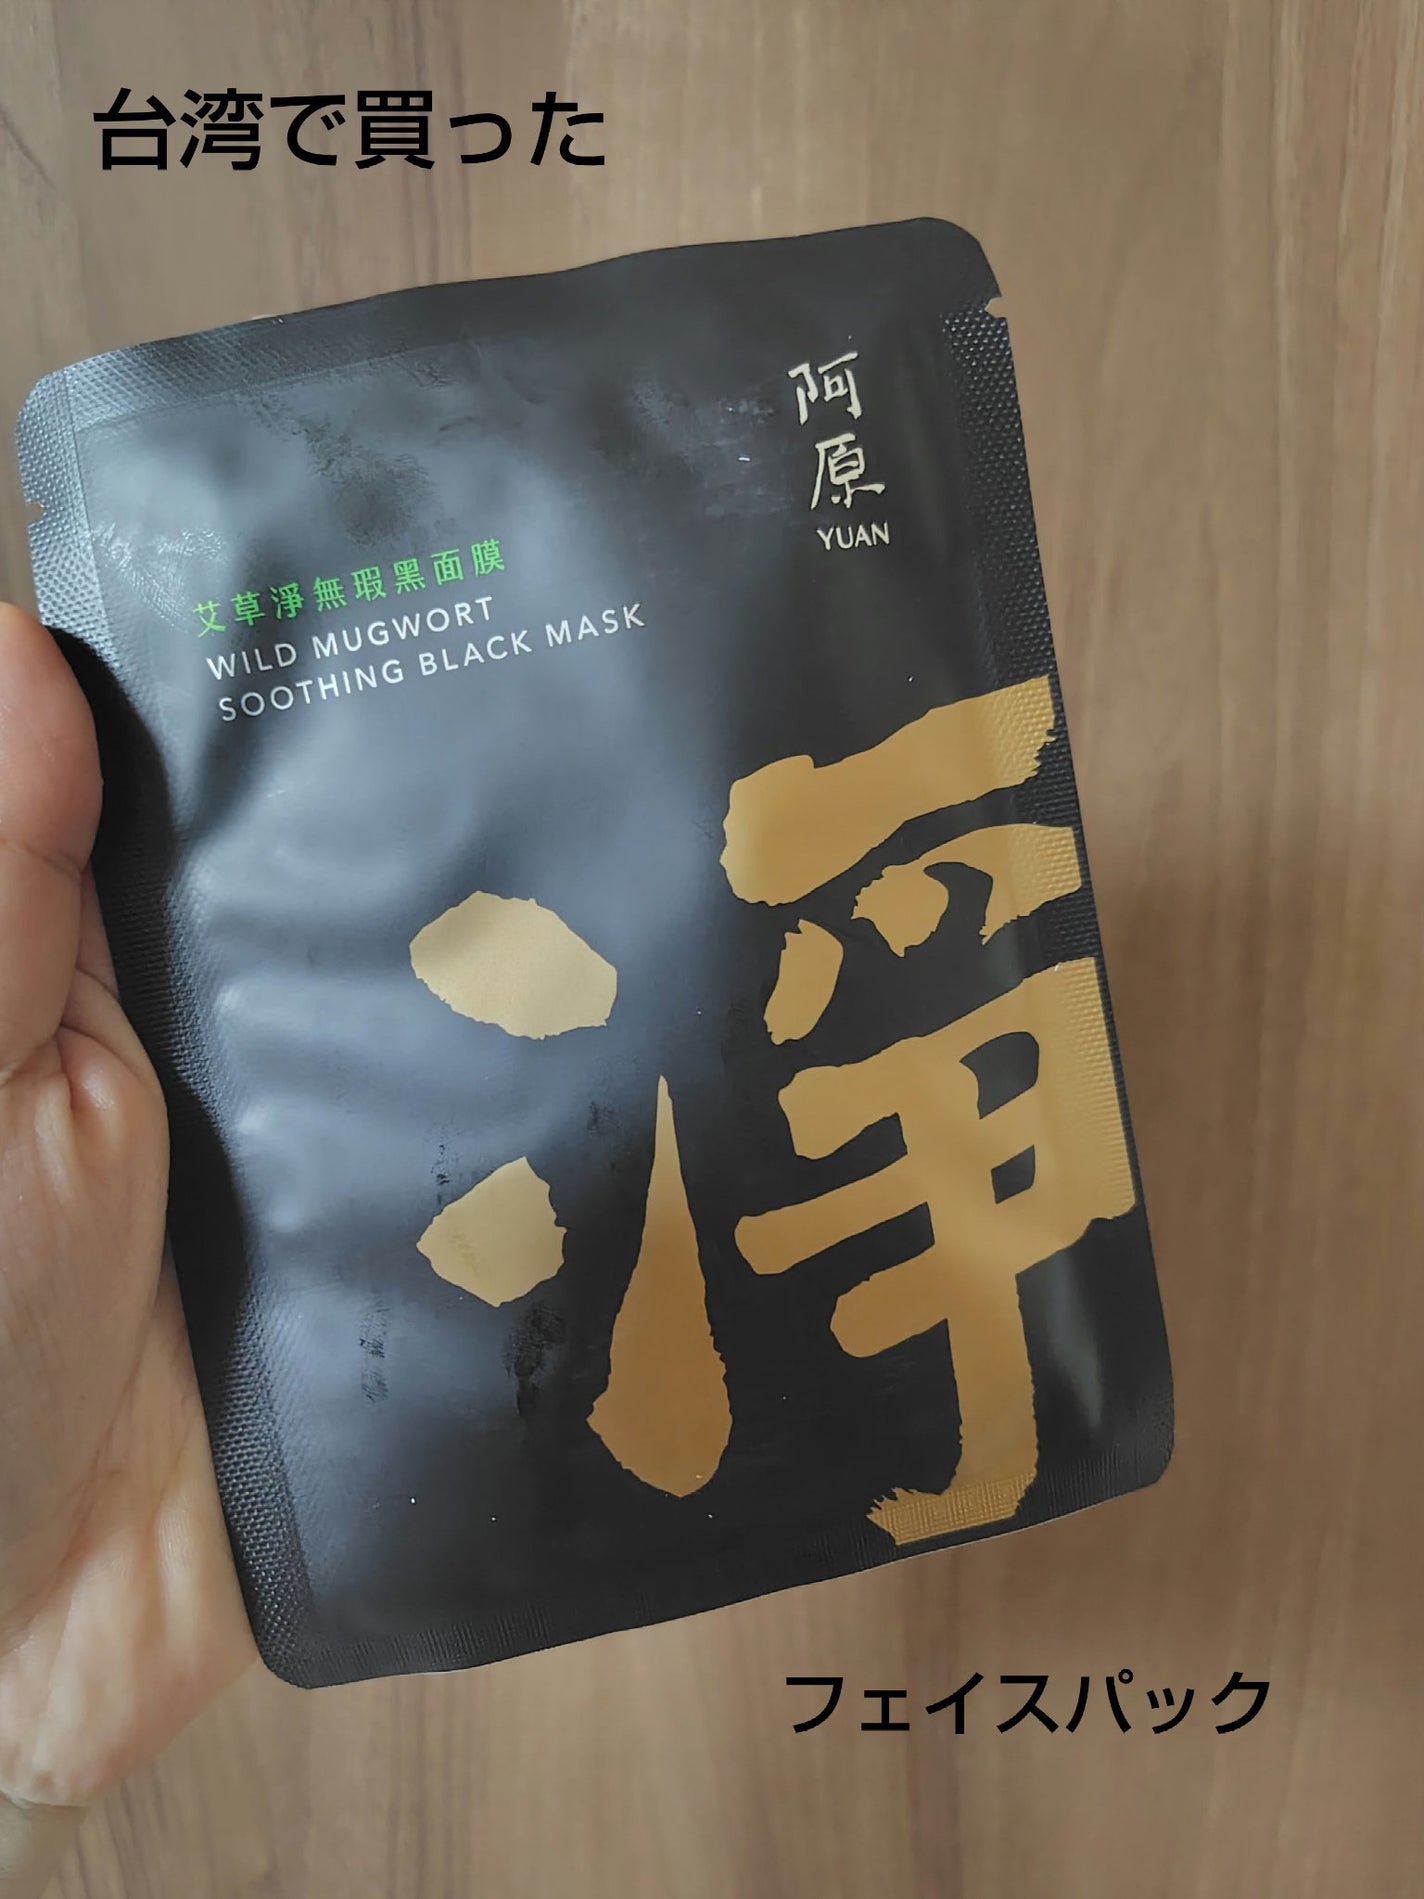 台湾で買った
阿原
YUAN
艾草淨無瑕黑面膜
WILD MUGWORT
SOOTHING BLACK MASK
淨
フェイスパック